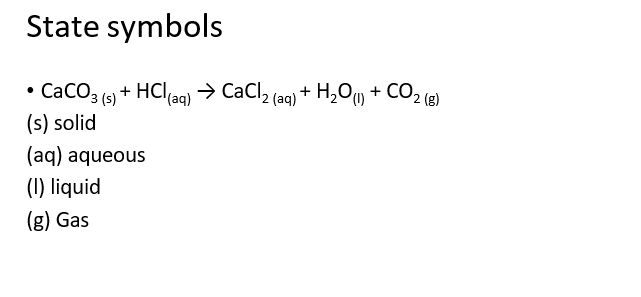 State symbols
• CaCO₃ (s) + HCl(aq) → CaCl₂ (aq) + H₂O(l) + CO₂ (g)
(s) solid
(aq) aqueous
(l) liquid
(g) Gas